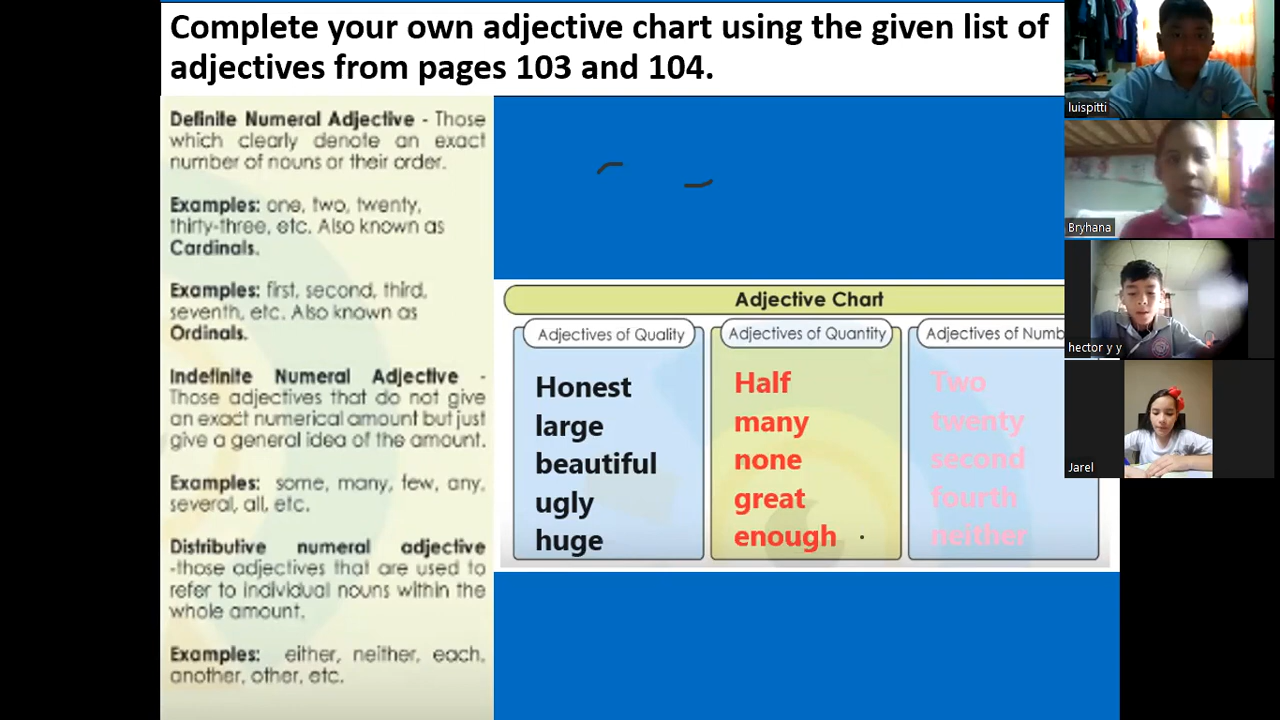 Complete your own adjective chart using the given list of
adjectives from pages 103 and 104.
Definite Numeral Adjective - Those
which clearly denote an exact
number of nouns or their order.
Examples: one, two, twenty,
thirty-three, etc. Also known as
Cardinals.
Examples: first, second, third,
seventh, etc. Also known as
Ordinals.
Indefinite Numeral Adjective -
Those adjectives that do not give
an exact numerical amount but just
give a general idea of the amount.
Examples: some, many, few, any,
several, all, etc.
Distributive numeral adjective
-those adjectives that are used to
refer to individual nouns within the
whole amount.
Examples: either, neither, each,
another, other, etc.
Adjective Chart
Adjectives of Quality
Honest
large
beautiful
ugly
huge
Adjectives of Quantity
Half
many
none
great
enough
Adjectives of Numb
Two
twenty
second
fourth
neither
luispitti
Bryhana
hector y y
Jarel